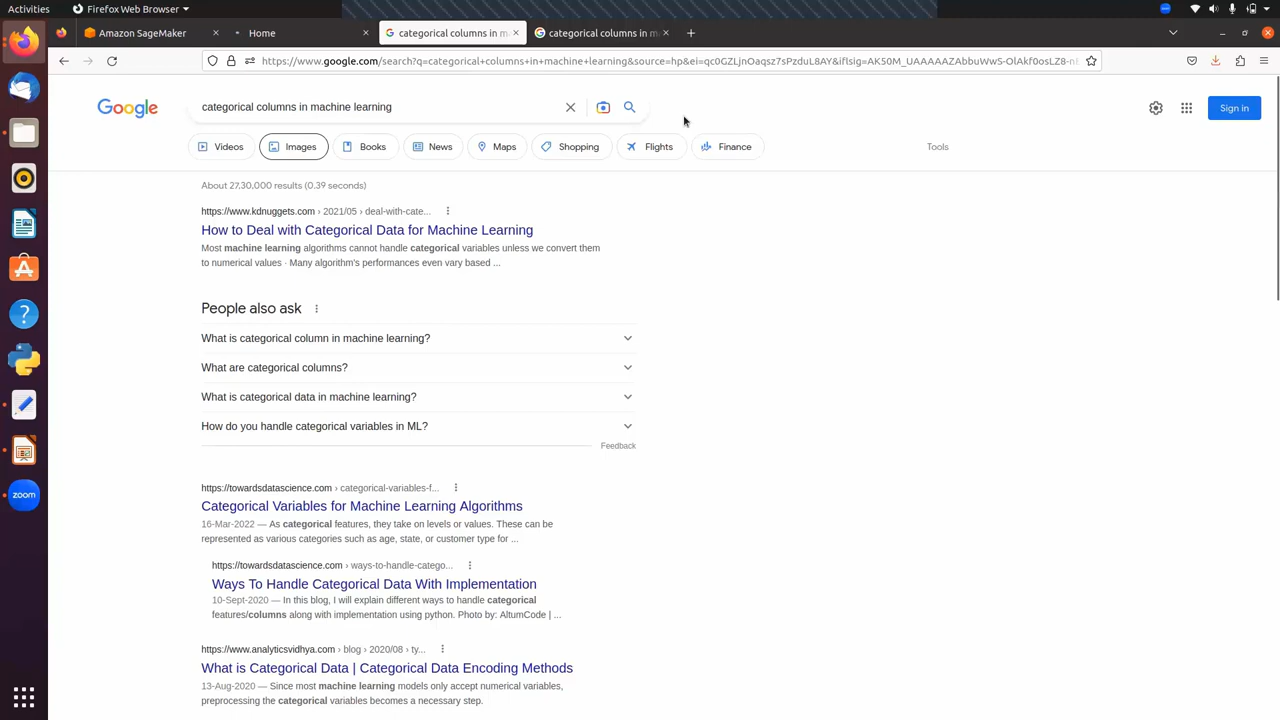 Activities
Firefox Web Browser
Amazon SageMaker
Home
categorical columns in m
categorical columns in m
https://www.google.com/search?q=categorical+columns+in+machine+learning&source=hp&ei=qc0GZLjnOaqsz7sPzduL8AY&iflsig=AK50M_UAAAAAZAbbuWwS-OlAkf0osLZ8-n
Google
categorical columns in machine learning
Sign in
Videos
Images
Books
News
Maps
Shopping
Flights
Finance
Tools
About 27,30,000 results (0.39 seconds)
https://www.kdnuggets.com › 2021/05 › deal-with-cate...
How to Deal with Categorical Data for Machine Learning
Most machine learning algorithms cannot handle categorical variables unless we convert them
to numerical values · Many algorithm's performances even vary based ...
People also ask
What is categorical column in machine learning?
What are categorical columns?
What is categorical data in machine learning?
How do you handle categorical variables in ML?
Feedback
https://towardsdatascience.com › categorical-variables-f...
Categorical Variables for Machine Learning Algorithms
16-Mar-2022 — As categorical features, they take on levels or values. These can be
represented as various categories such as age, state, or customer type for ...
https://towardsdatascience.com › ways-to-handle-catego...
Ways To Handle Categorical Data With Implementation
10-Sept-2020 — In this blog, I will explain different ways to handle categorical
features/columns along with implementation using python. Photo by: AltumCode | ...
zoom
https://www.analyticsvidhya.com › blog › 2020/08 › ty...
What is Categorical Data | Categorical Data Encoding Methods
13-Aug-2020 — Since most machine learning models only accept numerical variables,
preprocessing the categorical variables becomes a necessary step.